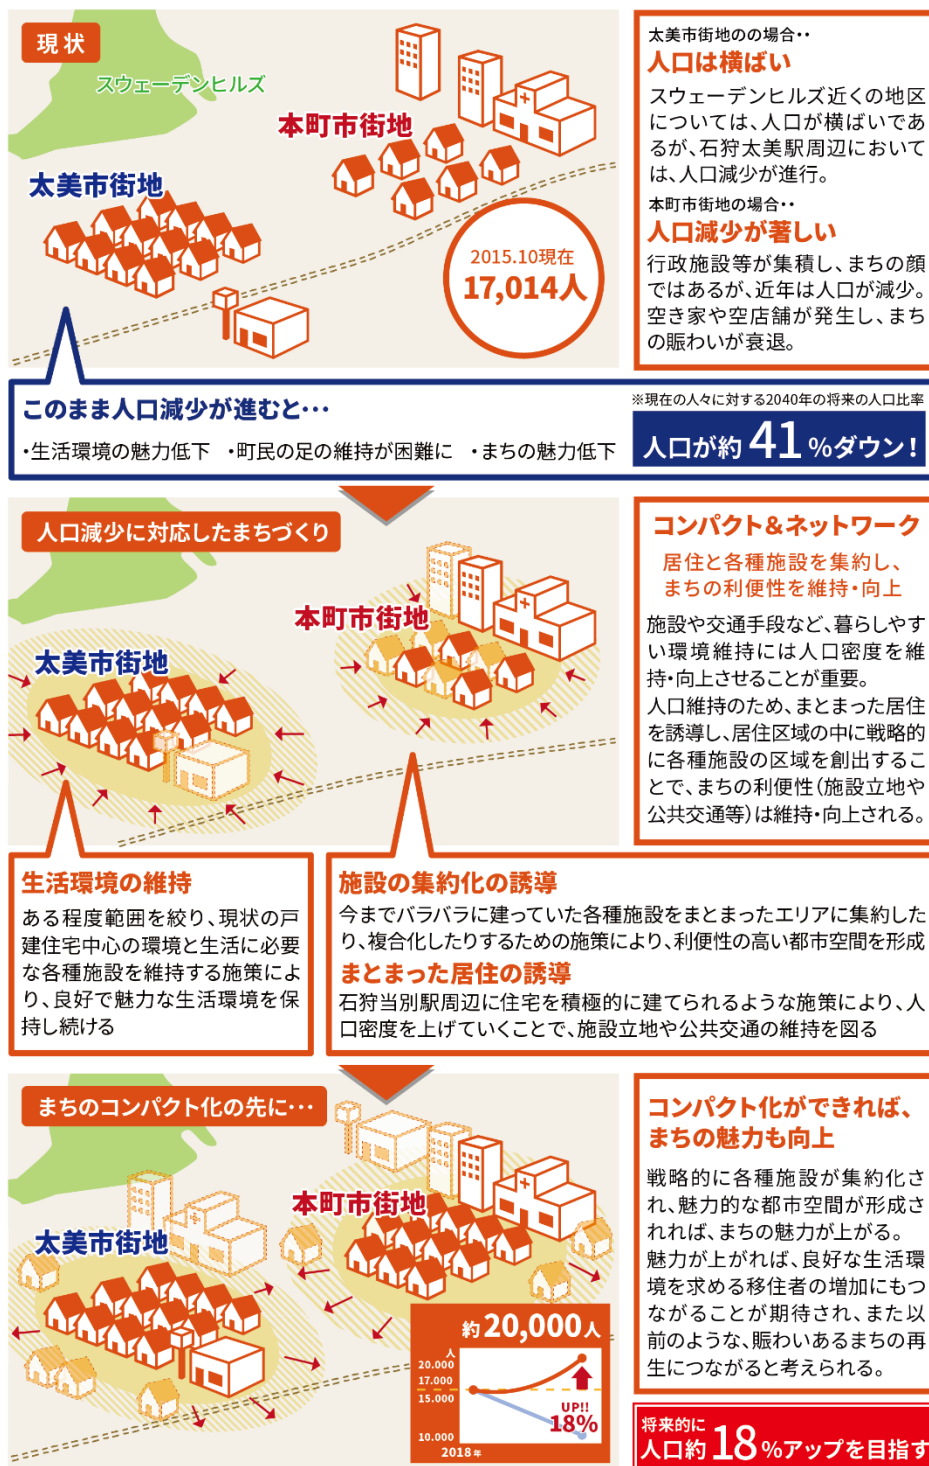 現状
スウェーデンヒルズ
本町市街地
太美市街地
2015.10現在
17,014人
太美市街地のの場合‥
人口は横ばい
スウェーデンヒルズ近くの地区
については、人口が横ばいであ
るが、石狩太美駅周辺において
は、人口減少が進行。
本町市街地の場合‥
人口減少が著しい
行政施設等が集積し、まちの顔
ではあるが、近年は人口が減少。
空き家や空店舗が発生し、まち
の賑わいが衰退。
このまま人口減少が進むと…
・生活環境の魅力低下 ・町民の足の維持が困難に ・まちの魅力低下
※現在の人々に対する2040年の将来の人口比率
人口が約41%ダウン!
人口減少に対応したまちづくり
本町市街地
太美市街地
コンパクト&ネットワーク
居住と各種施設を集約し、
まちの利便性を維持・向上
施設や交通手段など、暮らしやす
い環境維持には人口密度を維
持・向上させることが重要。
人口維持のため、まとまった居住
を誘導し、居住区域の中に戦略的
に各種施設の区域を創出するこ
とで、まちの利便性(施設立地や
公共交通等)は維持・向上される。
生活環境の維持
ある程度範囲を絞り、現状の戸
建住宅中心の環境と生活に必要
な各種施設を維持する施策によ
り、良好で魅力な生活環境を保
持し続ける
施設の集約化の誘導
今までバラバラに建っていた各種施設をまとまったエリアに集約した
り、複合化したりするための施策により、利便性の高い都市空間を形成
まとまった居住の誘導
石狩当別駅周辺に住宅を積極的に建てられるような施策により、人
口密度を上げていくことで、施設立地や公共交通の維持を図る
まちのコンパクト化の先に…
本町市街地
太美市街地
約20,000人
人
20.000
17.000
15.000
10.000
UP!!
18%
2018年
コンパクト化ができれば、
まちの魅力も向上
戦略的に各種施設が集約化さ
れ、魅力的な都市空間が形成さ
れれば、まちの魅力が上がる。
魅力が上がれば、良好な生活環
境を求める移住者の増加にもつ
ながることが期待され、また以
前のような、賑わいあるまちの再
生につながると考えられる。
将来的に
人口約18%アップを目指す